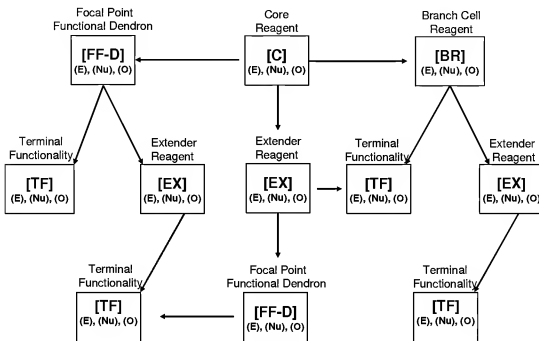 Focal Point
Functional Dendron
[FF-D]
(E), (Nu), (O)
Core
Reagent
[C]
(E), (Nu), (O)
Branch Cell
Reagent
[BR]
(E), (Nu), (O)
Terminal
Functionality
[TF]
(E), (Nu), (O)
Extender
Reagent
[EX]
(E), (Nu), (O)
Extender
Reagent
[EX]
(E), (Nu), (O)
Terminal
Functionality
[TF]
(E), (Nu), (O)
Extender
Reagent
[EX]
(E), (Nu), (O)
Terminal
Functionality
[TF]
(E), (Nu), (O)
Focal Point
Functional Dendron
[FF-D]
(E), (Nu), (O)
Terminal
Functionality
[TF]
(E), (Nu), (O)